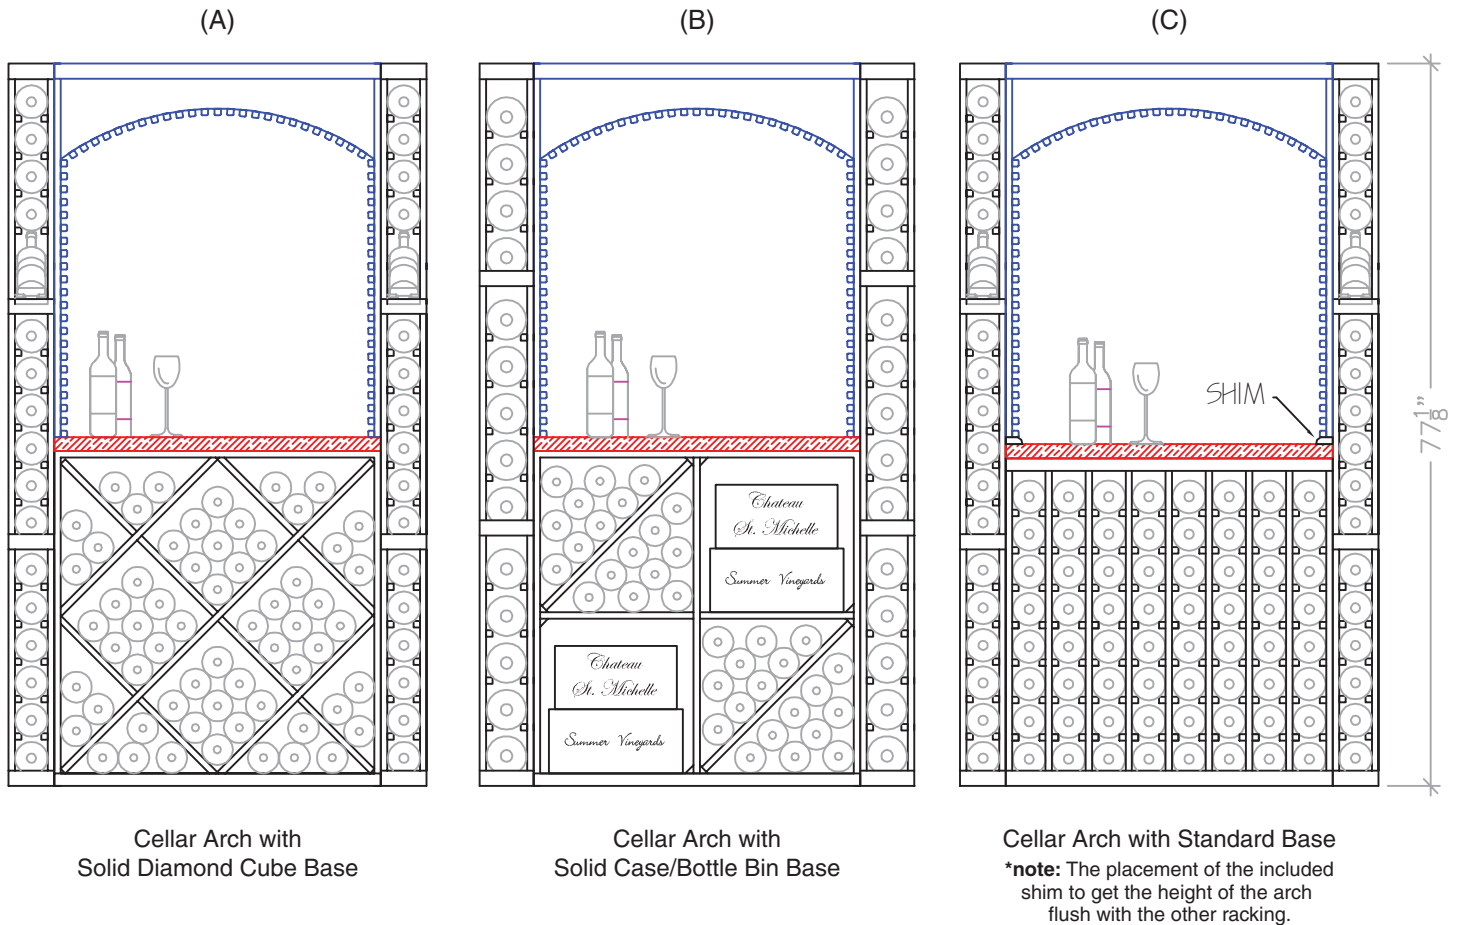 (A)
(B)
(C)
SHIM
77 1/8"
Chateau
St. Michelle
Summer Vineyards
Chateau
St. Michelle
Summer Vineyards
Cellar Arch with
Solid Diamond Cube Base
Cellar Arch with
Solid Case/Bottle Bin Base
Cellar Arch with Standard Base
*note: The placement of the included
shim to get the height of the arch
flush with the other racking.